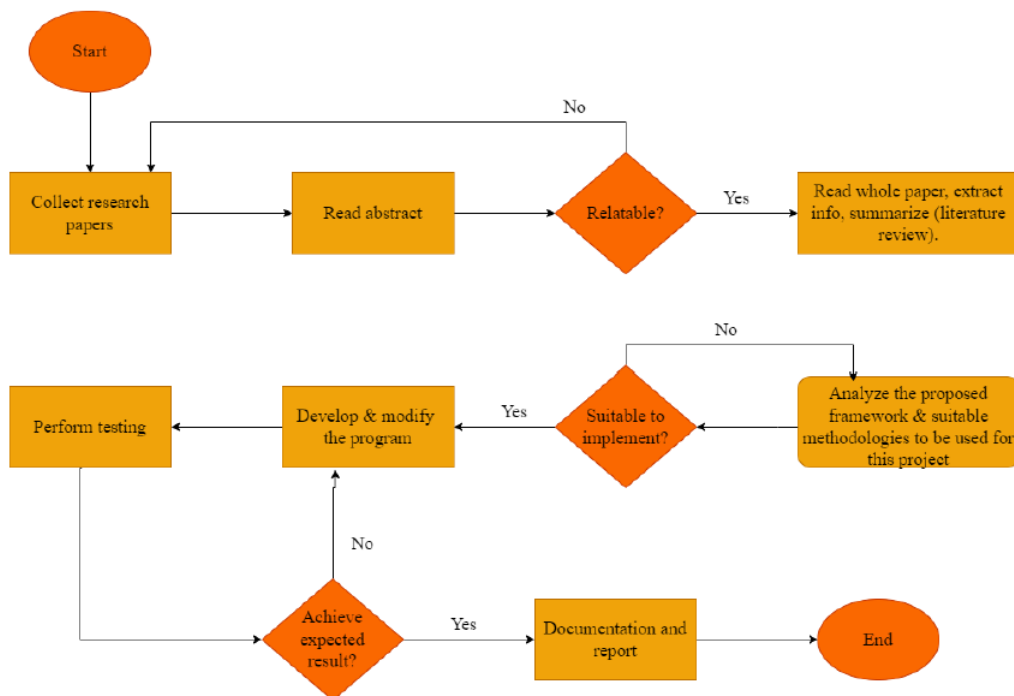 Start
No
Collect research
papers
Read abstract
Relatable?
Yes
Read whole paper, extract
info, summarize (literature
review).
No
Perform testing
Develop & modify
the program
Yes
Suitable to
implement?
Analyze the proposed
framework & suitable
methodologies to be used for
this project
No
Achieve
expected
result?
Yes
Documentation and
report
End